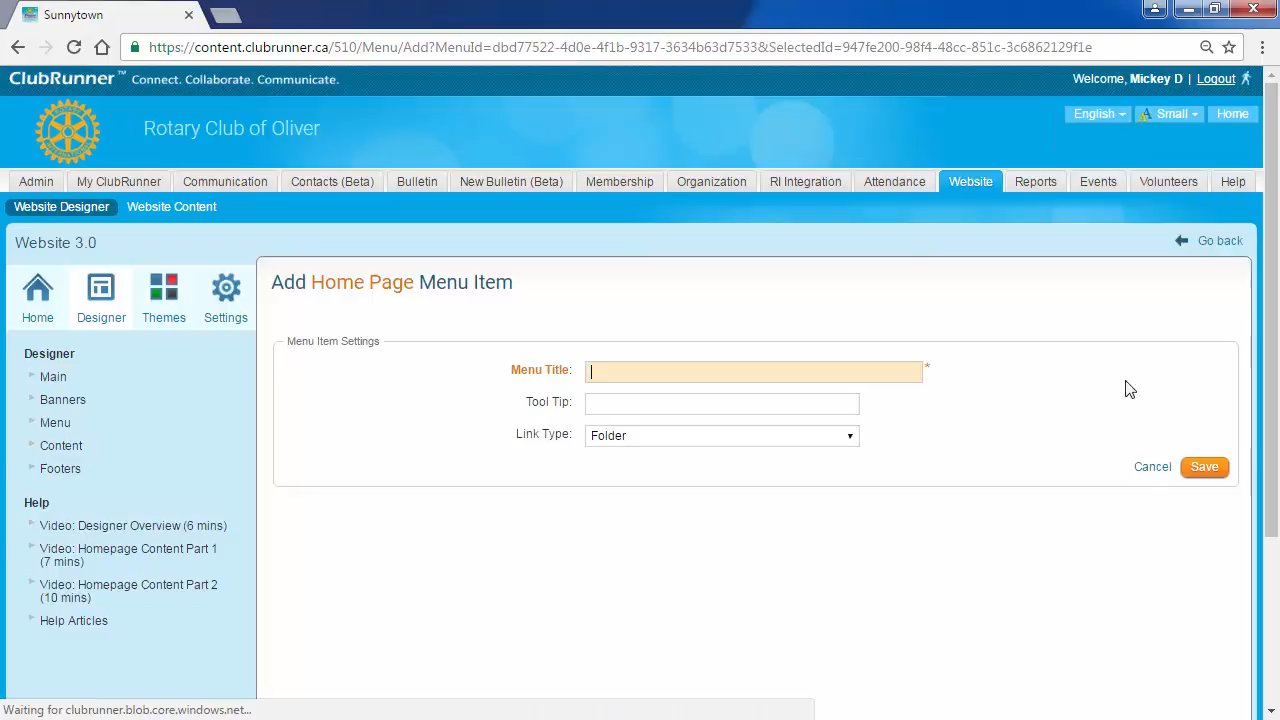 Sunnytown
https://content.clubrunner.ca/510/Menu/Add?MenuId=dbd77522-4d0e-4f1b-9317-3634b63d7533&SelectedId=947fe200-98f4-48cc-851c-3c6862129f1e
ClubRunner™ Connect. Collaborate. Communicate.
Welcome, Mickey D | Logout
Rotary Club of Oliver
English Small Home
Admin My ClubRunner Communication Contacts (Beta) Bulletin New Bulletin (Beta) Membership Organization RI Integration Attendance Website Reports Events Volunteers Help
Website Designer Website Content
Website 3.0
Go back
Home Designer Themes Settings
Add Home Page Menu Item
Menu Item Settings
Menu Title: *
Tool Tip:
Link Type: Folder
Cancel Save
Designer
Main
Banners
Menu
Content
Footers
Help
Video: Designer Overview (6 mins)
Video: Homepage Content Part 1
(7 mins)
Video: Homepage Content Part 2
(10 mins)
Help Articles
Waiting for clubrunner.blob.core.windows.net...